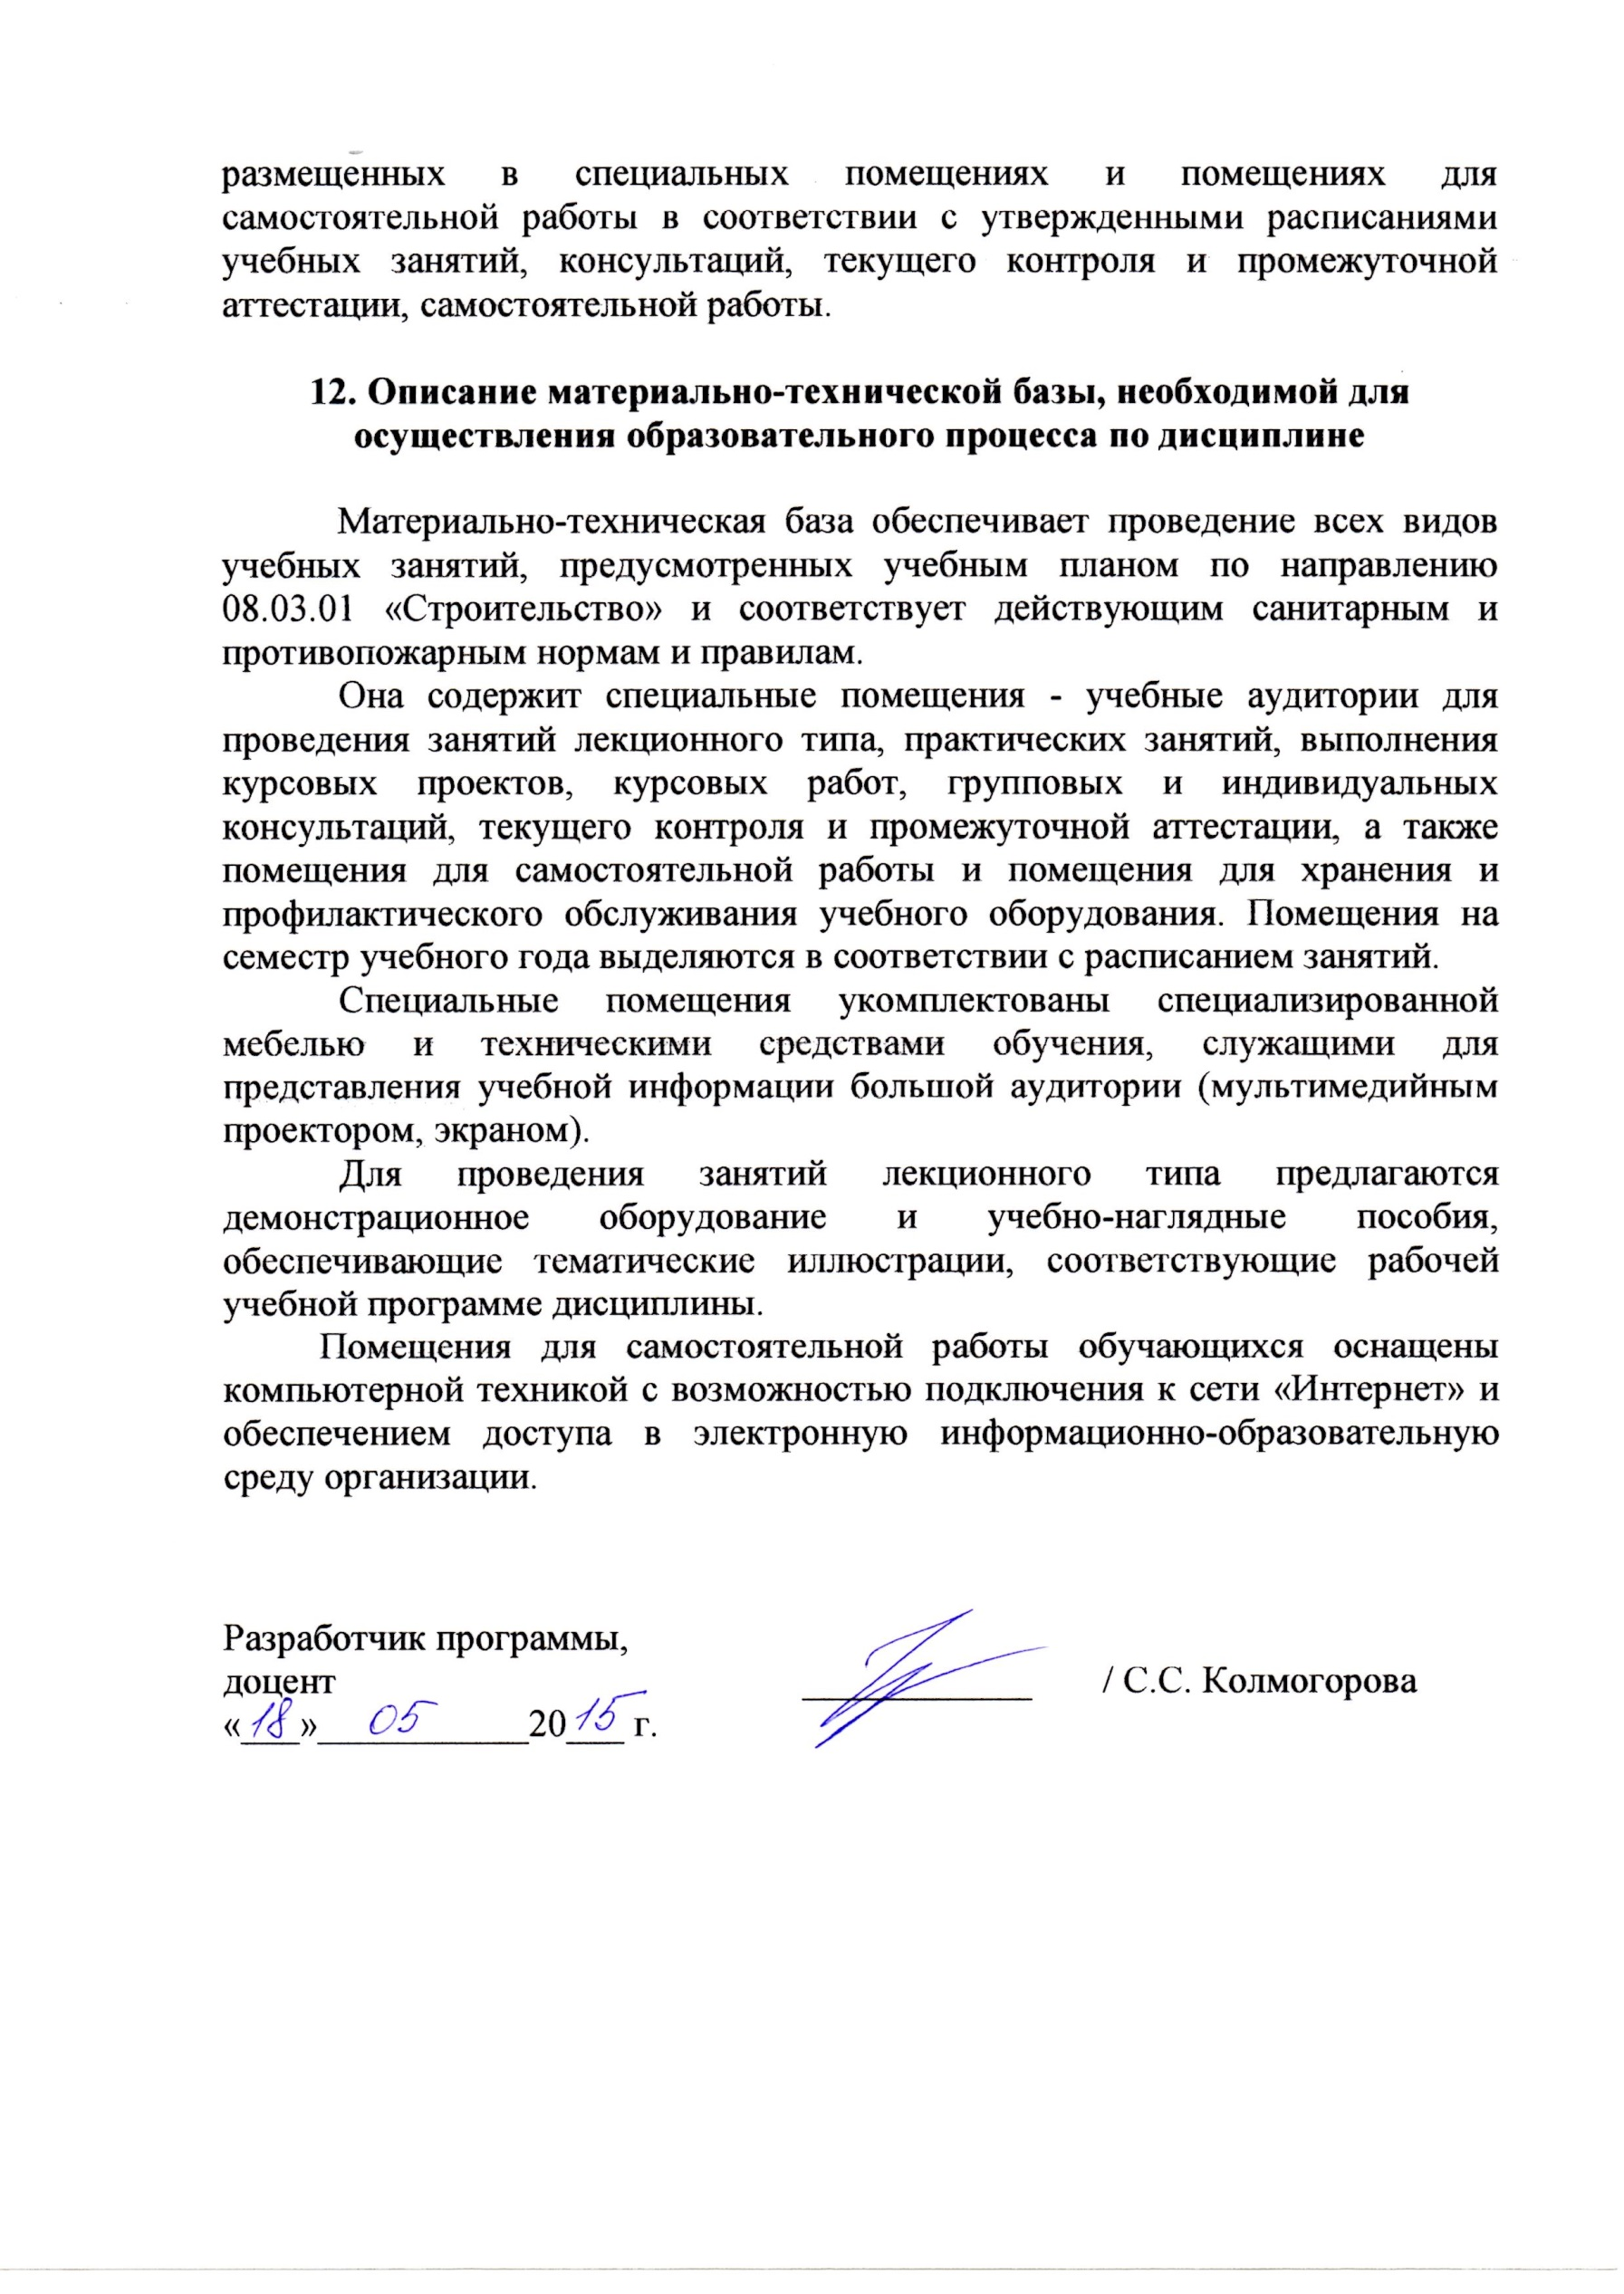 размещенных в специальных помещениях и помещениях для
самостоятельной работы в соответствии с утвержденными расписаниями
учебных занятий, консультаций, текущего контроля и промежуточной
аттестации, самостоятельной работы.
12. Описание материально-технической базы, необходимой для
осуществления образовательного процесса по дисциплине
Материально-техническая база обеспечивает проведение всех видов
учебных занятий, предусмотренных учебным планом по направлению
08.03.01 «Строительство» и соответствует действующим санитарным и
противопожарным нормам и правилам.
Она содержит специальные помещения - учебные аудитории для
проведения занятий лекционного типа, практических занятий, выполнения
курсовых проектов, курсовых работ, групповых и индивидуальных
консультаций, текущего контроля и промежуточной аттестации, а также
помещения для самостоятельной работы и помещения для хранения и
профилактического обслуживания учебного оборудования. Помещения на
семестр учебного года выделяются в соответствии с расписанием занятий.
Специальные помещения укомплектованы специализированной
мебелью и техническими средствами обучения, служащими для
представления учебной информации большой аудитории (мультимедийным
проектором, экраном).
Для проведения занятий лекционного типа предлагаются
демонстрационное оборудование и учебно-наглядные пособия,
обеспечивающие тематические иллюстрации, соответствующие рабочей
учебной программе дисциплины.
Помещения для самостоятельной работы обучающихся оснащены
компьютерной техникой с возможностью подключения к сети «Интернет» и
обеспечением доступа в электронную информационно-образовательную
среду организации.
Разработчик программы,
доцент / С.С. Колмогорова
«18» 05 2015 г.